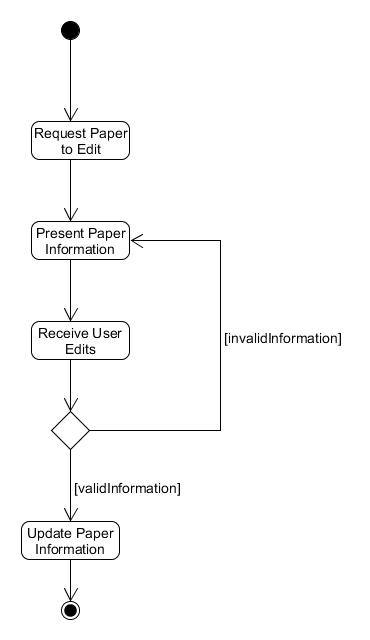 Request Paper
to Edit
Present Paper
Information
[invalidInformation]
Receive User
Edits
[validInformation]
Update Paper
Information